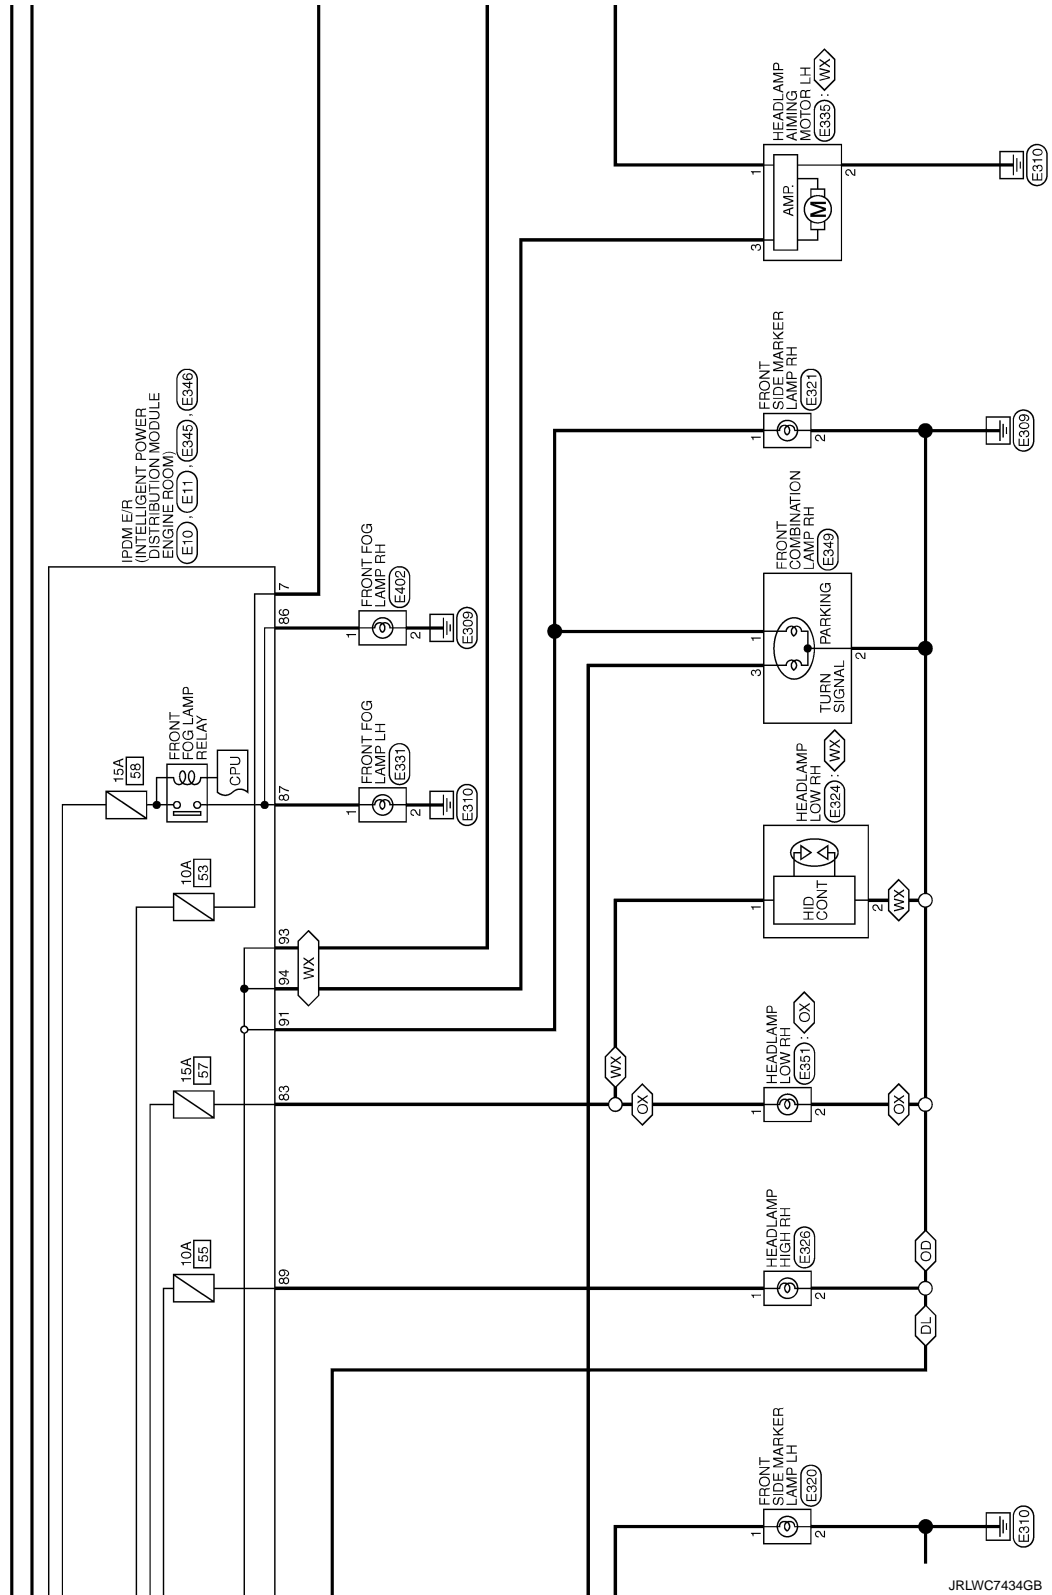 IPDM E/R
(INTELLIGENT POWER
DISTRIBUTION MODULE
ENGINE ROOM)
E10 , E11 , E345 , E346
10A
55
15A
57
10A
53
15A
58
FRONT
FOG LAMP
RELAY
CPU
89
83
91
94
93
87
86
7
WX
FRONT FOG
LAMP LH
E331
1
2
E310
FRONT FOG
LAMP RH
E402
1
2
E309
FRONT
SIDE MARKER
LAMP LH
E320
1
2
E310
HEADLAMP
HIGH RH
E326
1
2
DL
OD
HEADLAMP
LOW RH
E351 : OX
WX
OX
1
2
OX
HEADLAMP
LOW RH
E324 : WX
1
HID
CONT
2
WX
FRONT
COMBINATION
LAMP RH
E349
3
1
TURN
SIGNAL
PARKING
2
FRONT
SIDE MARKER
LAMP RH
E321
1
2
E309
HEADLAMP
AIMING
MOTOR LH
E335 : WX
3
1
AMP.
M
2
E310
JRLWC7434GB